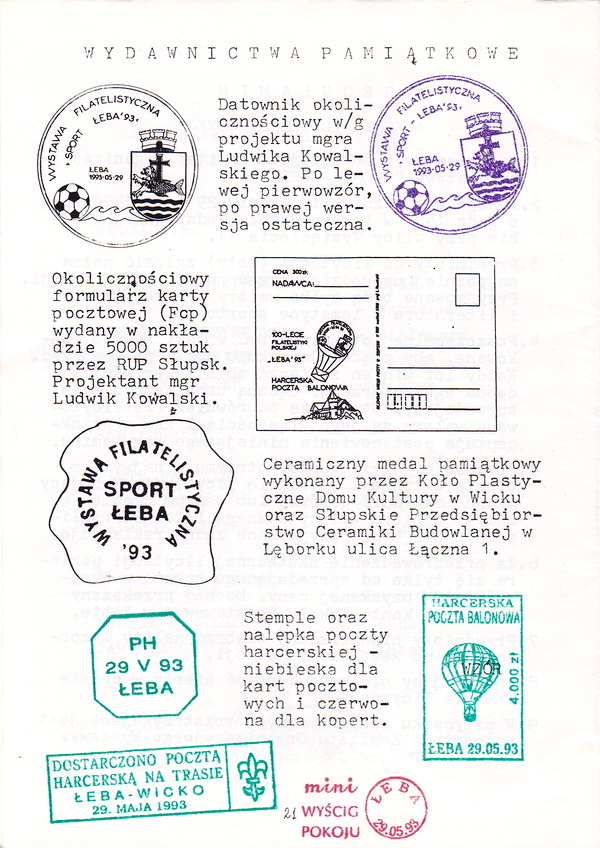 WYDAWNICTWA PAMIĄTKOWE
WYSTAWA FILATELISTYCZNA
"SPORT - ŁEBA'93"
ŁEBA
1993-05-29
Datownik okoli-
cznościowy w/g
projektu mgra
Ludwika Kowal-
skiego. Po le-
wej pierwowzór,
po prawej wer-
sja ostateczna.
WYSTAWA FILATELISTYCZNA
"SPORT - ŁEBA'93"
ŁEBA
1993-05-29
Okolicznościowy
formularz karty
pocztowej (Fcp)
wydany w nakła-
dzie 5000 sztuk
przez RUP Słupsk.
Projektant mgr
Ludwik Kowalski.
CENA 500zł.
NADAWCA:
100-LECIE
FILATELISTYKI
POLSKIEJ
„ŁEBA'93”
HARCERSKA
POCZTA BALONOWA
WYSTAWA FILATELISTYCZNA
SPORT
ŁEBA
'93
Ceramiczny medal pamiątkowy
wykonany przez Koło Plasty-
czne Domu Kultury w Wicku
oraz Słupskie Przedsiębior-
stwo Ceramiki Budowlanej w
Lęborku ulica Łączna 1.
PH
29 V 93
ŁEBA
Stemple oraz
nalepka poczty
harcerskiej -
niebieska dla
kart poczto-
wych i czerwo-
na dla kopert.
HARCERSKA
POCZTA BALONOWA
WZÓR
4.000 zł
ŁEBA 29.05.93
DOSTARCZONO POCZTĄ
HARCERSKĄ NA TRASIE
ŁEBA-WICKO
29. MAJA 1993
21
mini
WYŚCIG
POKOJU
ŁEBA
29.05.93